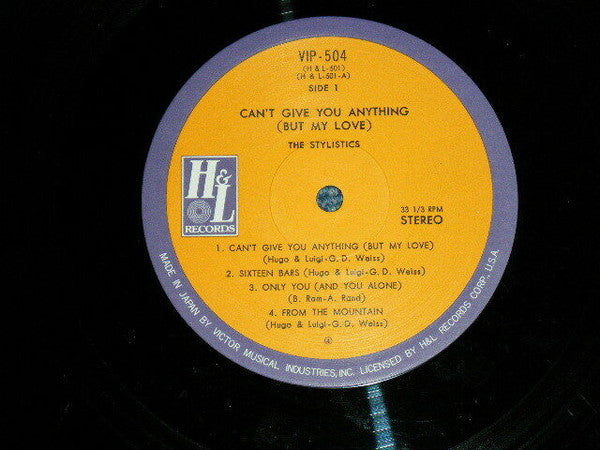 VIP-504
(H & L-501)
(H & L-501-A)
SIDE 1
CAN'T GIVE YOU ANYTHING
(BUT MY LOVE)
THE STYLISTICS
H&L
RECORDS
33 1/3 RPM
STEREO
1. CAN'T GIVE YOU ANYTHING (BUT MY LOVE)
(Hugo & Luigi-G. D. Weiss)
2. SIXTEEN BARS (Hugo & Luigi-G. D. Weiss)
3. ONLY YOU (AND YOU ALONE)
(B. Ram-A. Rand)
4. FROM THE MOUNTAIN
(Hugo & Luigi-G. D. Weiss)
④
MADE IN JAPAN BY VICTOR MUSICAL INDUSTRIES, INC. LICENSED BY H&L RECORDS CORP., U.S.A.